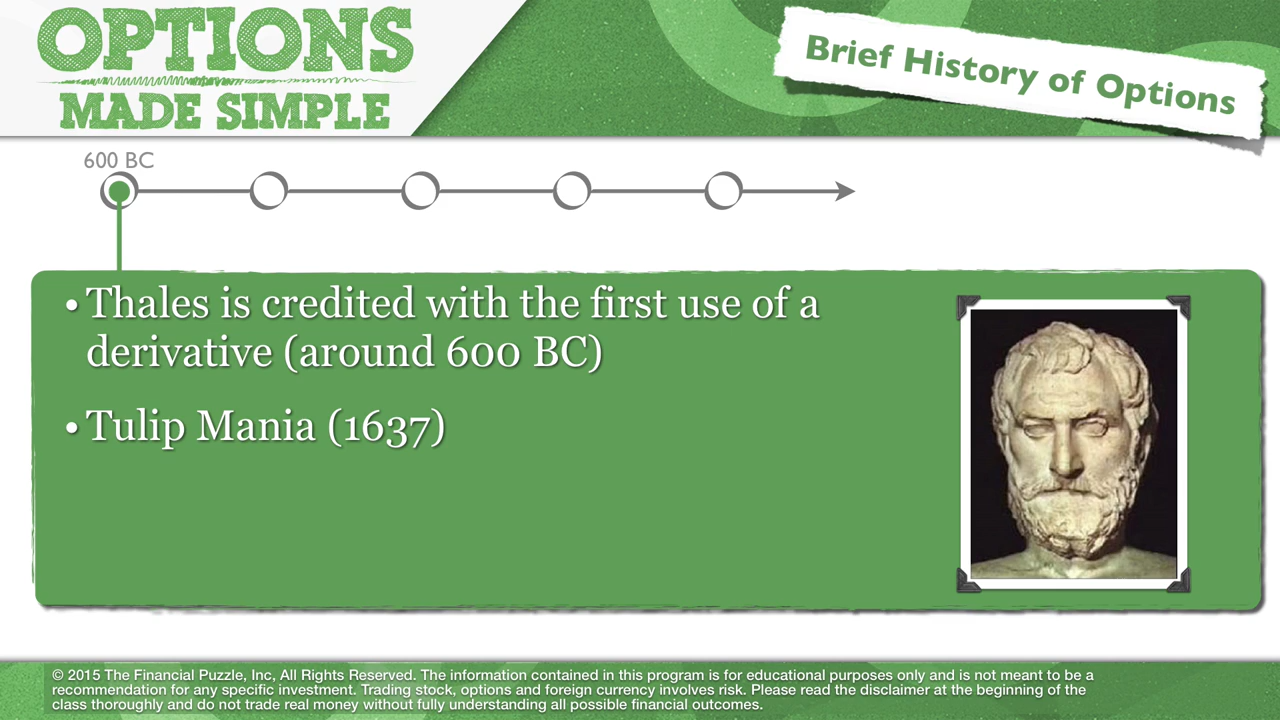 OPTIONS
MADE SIMPLE
Brief History of Options
600 BC
• Thales is credited with the first use of a
derivative (around 600 BC)
• Tulip Mania (1637)
© 2015 The Financial Puzzle, Inc, All Rights Reserved. The information contained in this program is for educational purposes only and is not meant to be a
recommendation for any specific investment. Trading stock, options and foreign currency involves risk. Please read the disclaimer at the beginning of the
class thoroughly and do not trade real money without fully understanding all possible financial outcomes.